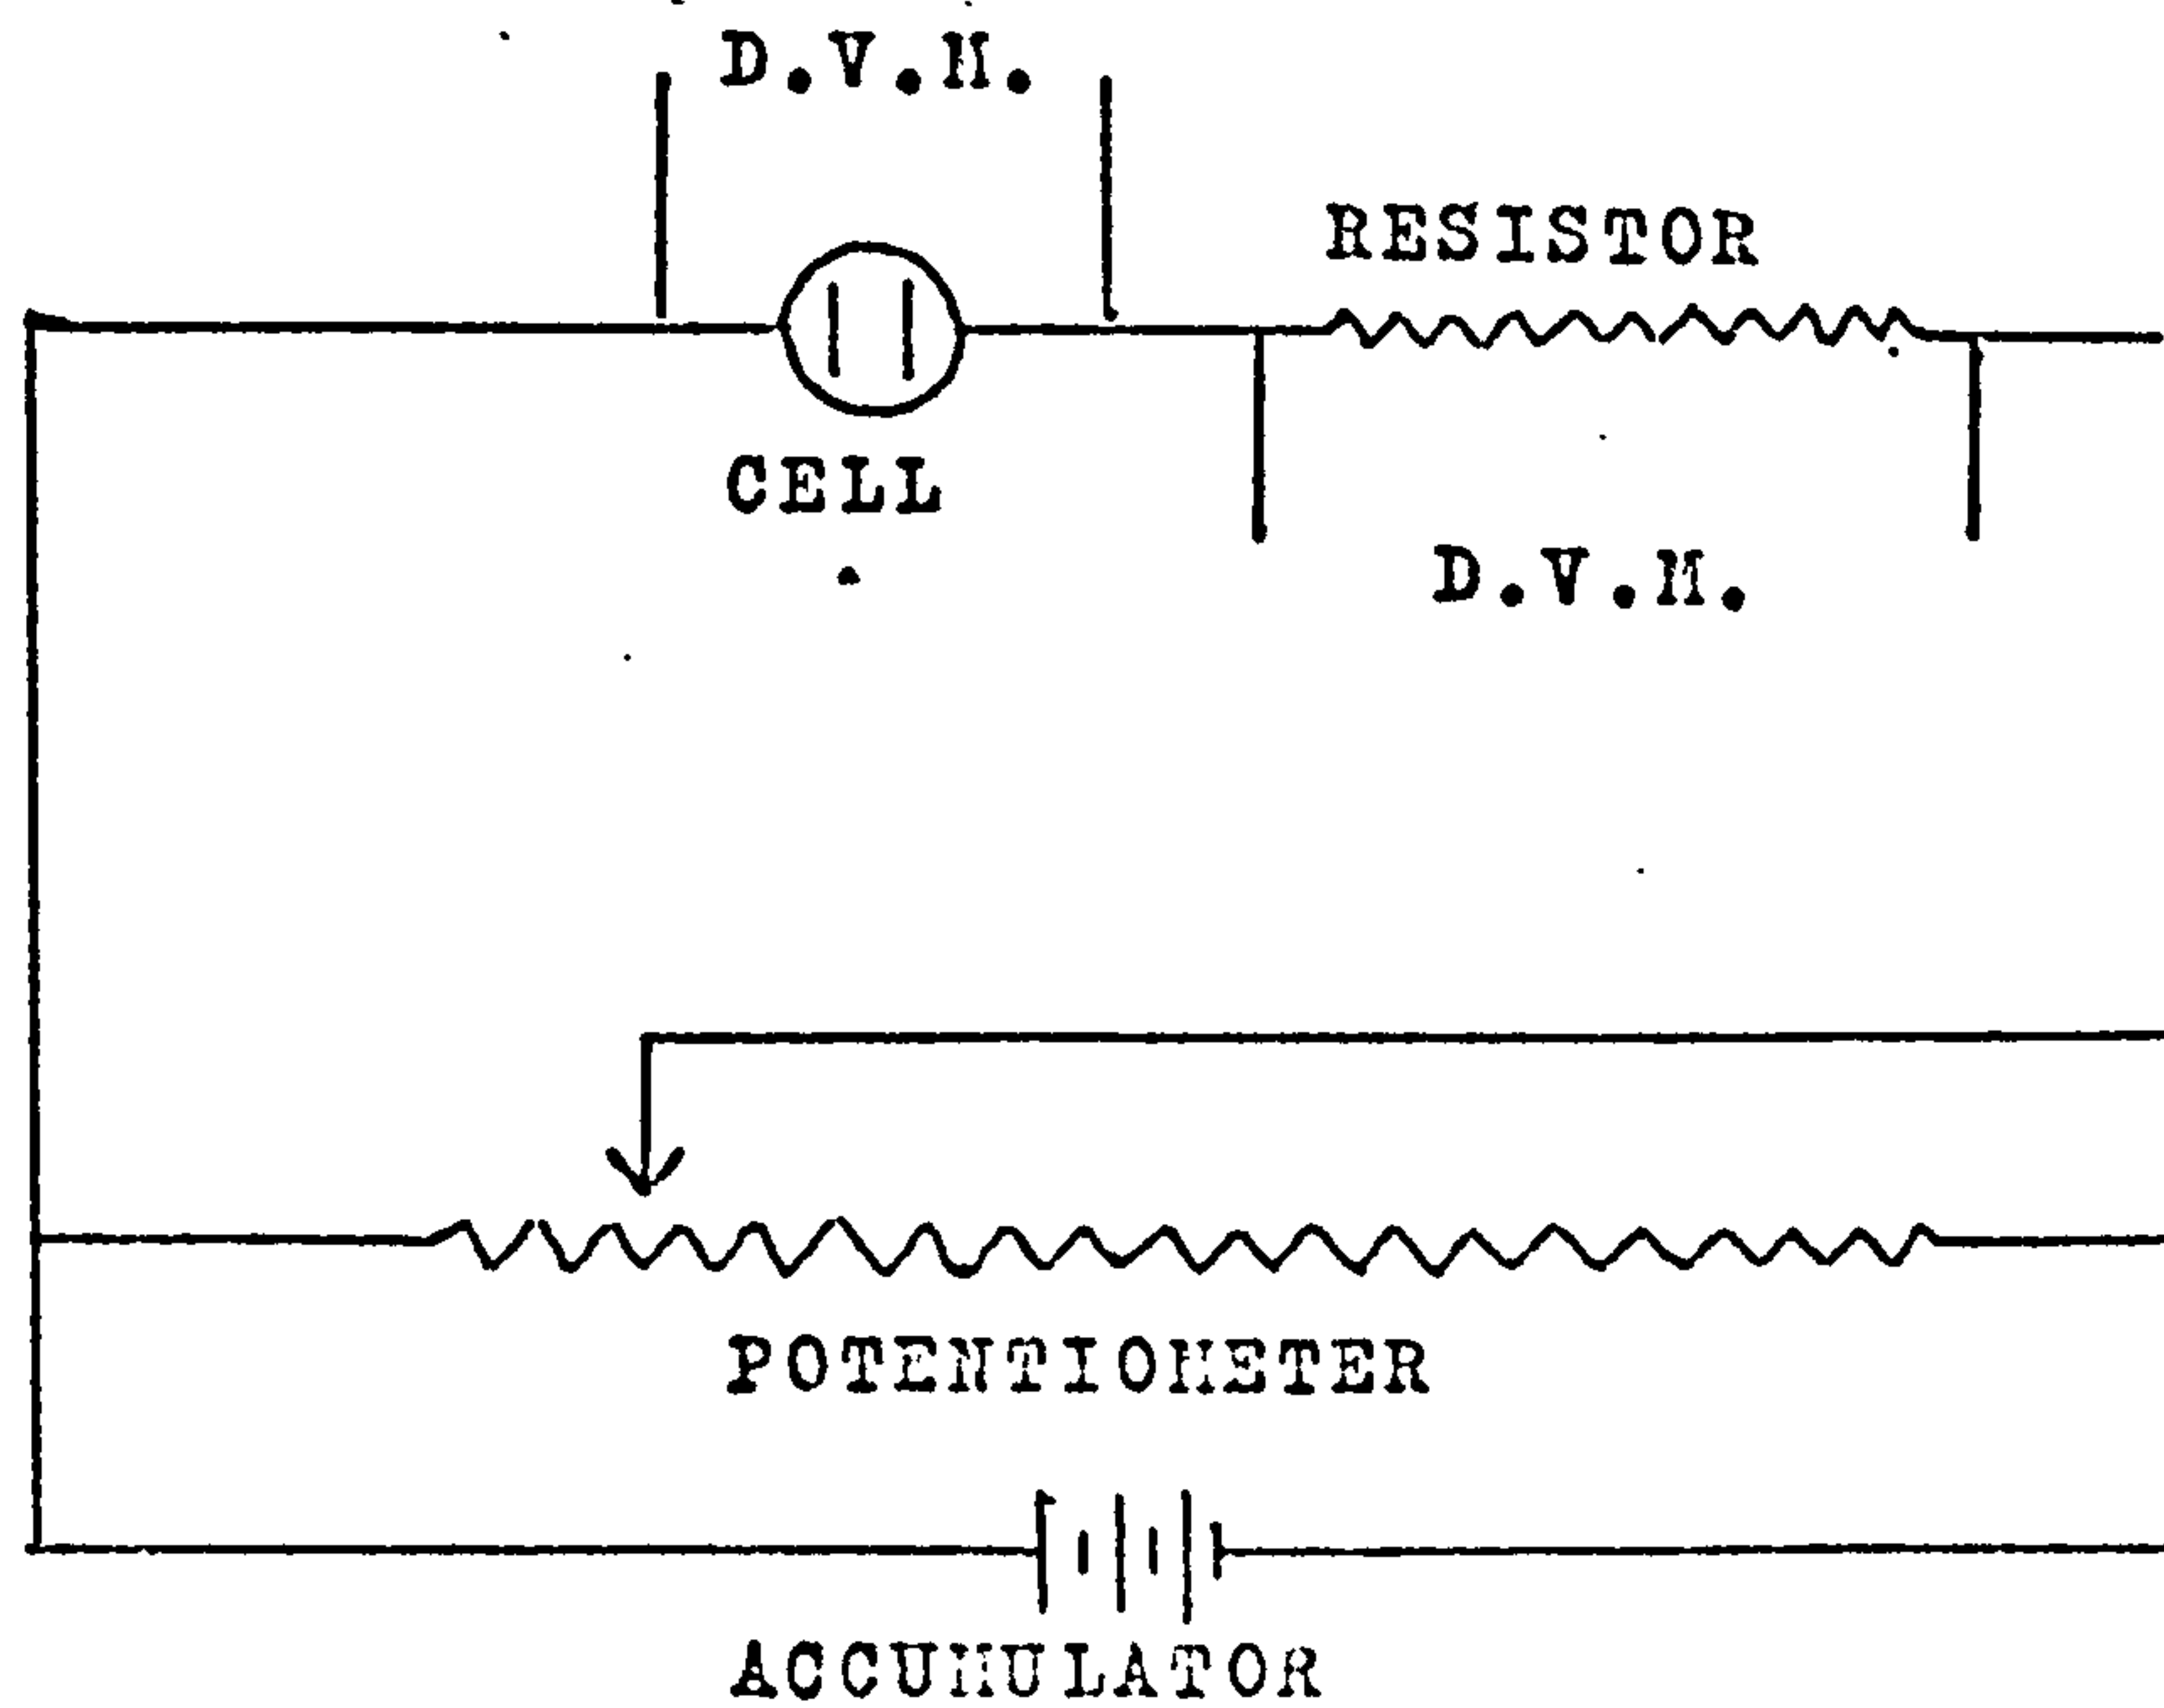 D.V.M.
RESISTOR
CELL
D.V.M.
POTENTIOMETER
ACCUMULATOR